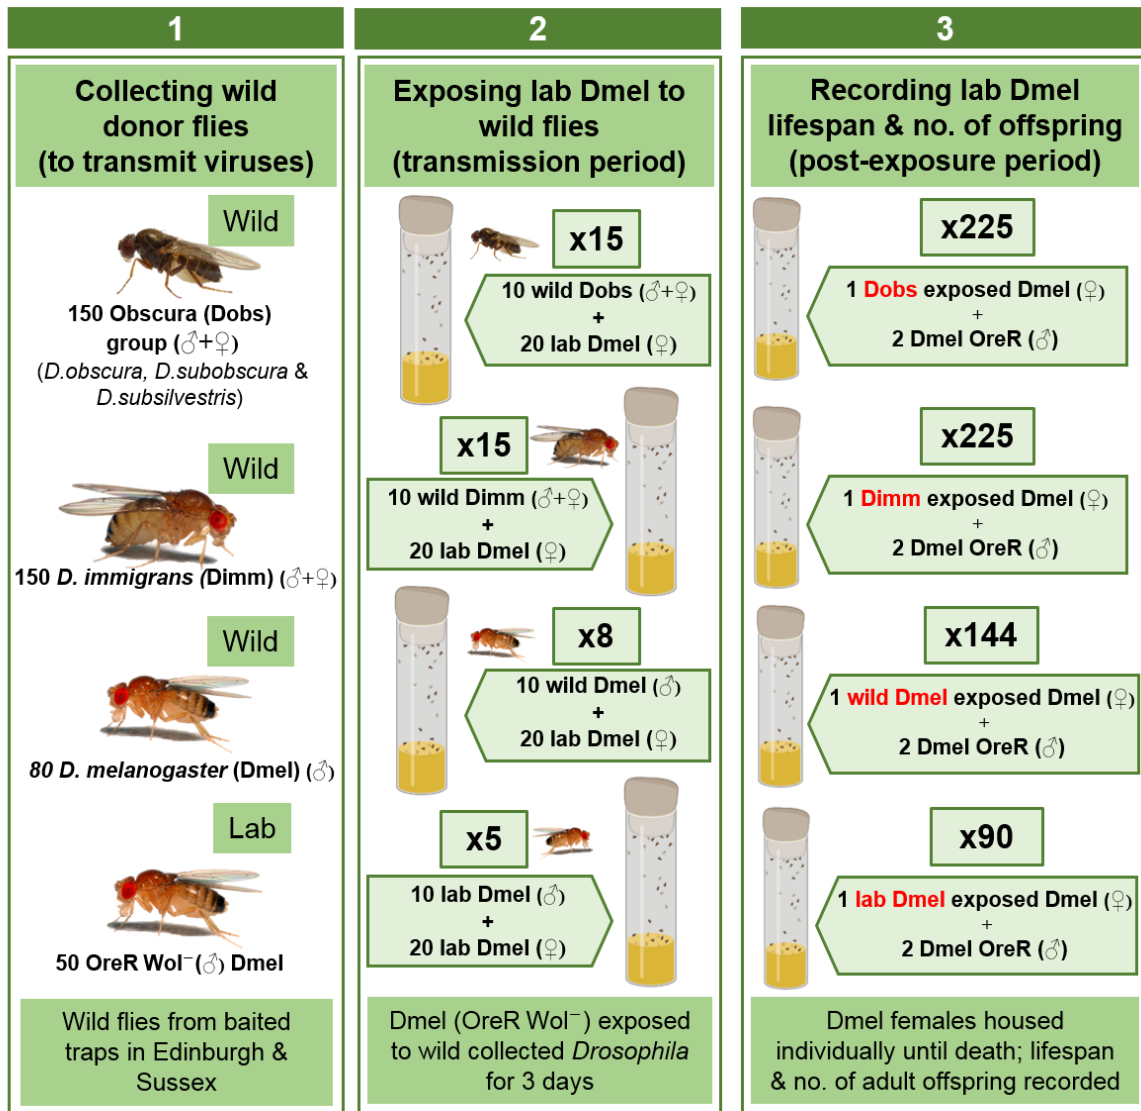 1
Collecting wild
donor flies
(to transmit viruses)
Wild
150 Obscura (Dobs)
group (♂+♀)
(D.obscura, D.subobscura &
D.subsilvestris)
Wild
150 D. immigrans (Dimm) (♂+♀)
Wild
80 D. melanogaster (Dmel) (♂)
Lab
50 OreR Wol⁻(♂) Dmel
Wild flies from baited
traps in Edinburgh &
Sussex
2
Exposing lab Dmel to
wild flies
(transmission period)
x15
10 wild Dobs (♂+♀)
+
20 lab Dmel (♀)
x15
10 wild Dimm (♂+♀)
+
20 lab Dmel (♀)
x8
10 wild Dmel (♂)
+
20 lab Dmel (♀)
x5
10 lab Dmel (♂)
+
20 lab Dmel (♀)
Dmel (OreR Wol⁻) exposed
to wild collected Drosophila
for 3 days
3
Recording lab Dmel
lifespan & no. of offspring
(post-exposure period)
x225
1 Dobs exposed Dmel (♀)
+
2 Dmel OreR (♂)
x225
1 Dimm exposed Dmel (♀)
+
2 Dmel OreR (♂)
x144
1 wild Dmel exposed Dmel (♀)
+
2 Dmel OreR (♂)
x90
1 lab Dmel exposed Dmel (♀)
+
2 Dmel OreR (♂)
Dmel females housed
individually until death; lifespan
& no. of adult offspring recorded